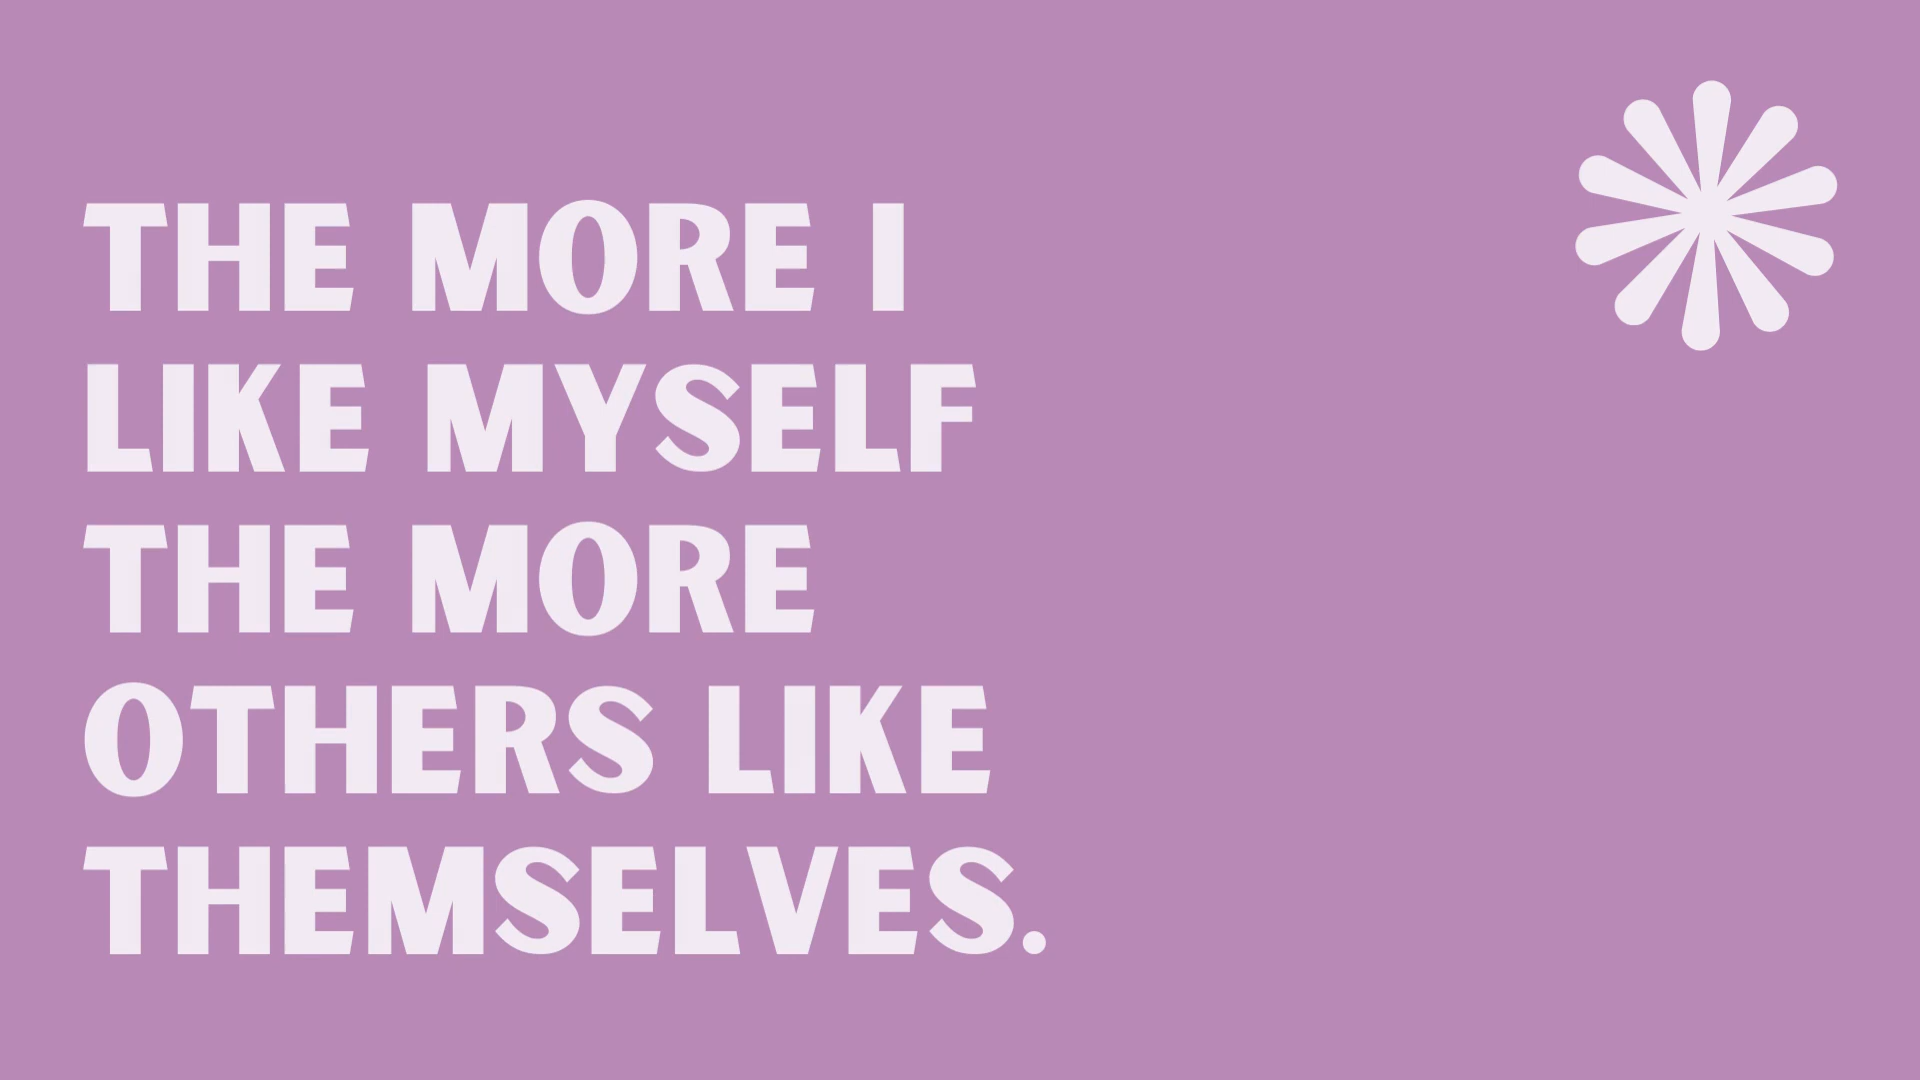 THE MORE I
LIKE MYSELF
THE MORE
OTHERS LIKE
THEMSELVES.